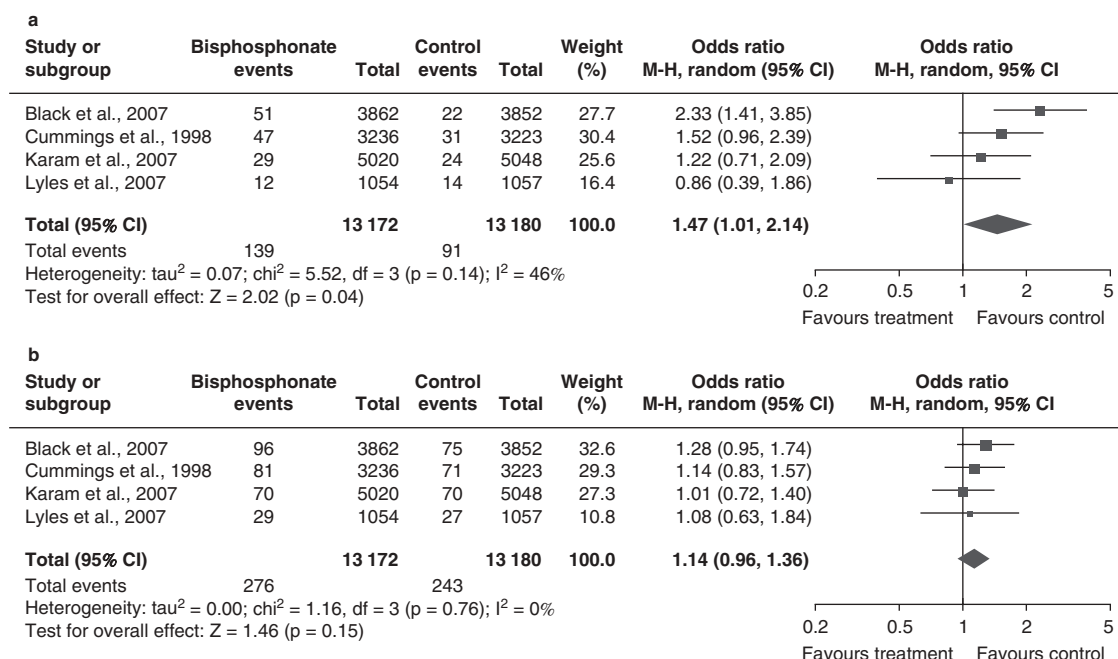 a
Study or Bisphosphonate Control Weight Odds ratio Odds ratio
subgroup events Total events Total (%) M-H, random (95% CI) M-H, random, 95% CI
Black et al., 2007 51 3862 22 3852 27.7 2.33 (1.41, 3.85)
Cummings et al., 1998 47 3236 31 3223 30.4 1.52 (0.96, 2.39)
Karam et al., 2007 29 5020 24 5048 25.6 1.22 (0.71, 2.09)
Lyles et al., 2007 12 1054 14 1057 16.4 0.86 (0.39, 1.86)
Total (95% CI) 13 172 13 180 100.0 1.47 (1.01, 2.14)
Total events 139 91
Heterogeneity: tau² = 0.07; chi² = 5.52, df = 3 (p = 0.14); I² = 46%
Test for overall effect: Z = 2.02 (p = 0.04)
0.2 0.5 1 2 5
Favours treatment Favours control
b
Study or Bisphosphonate Control Weight Odds ratio Odds ratio
subgroup events Total events Total (%) M-H, random (95% CI) M-H, random, 95% CI
Black et al., 2007 96 3862 75 3852 32.6 1.28 (0.95, 1.74)
Cummings et al., 1998 81 3236 71 3223 29.3 1.14 (0.83, 1.57)
Karam et al., 2007 70 5020 70 5048 27.3 1.01 (0.72, 1.40)
Lyles et al., 2007 29 1054 27 1057 10.8 1.08 (0.63, 1.84)
Total (95% CI) 13 172 13 180 100.0 1.14 (0.96, 1.36)
Total events 276 243
Heterogeneity: tau² = 0.00; chi² = 1.16, df = 3 (p = 0.76); I² = 0%
Test for overall effect: Z = 1.46 (p = 0.15)
0.2 0.5 1 2 5
Favours treatment Favours control